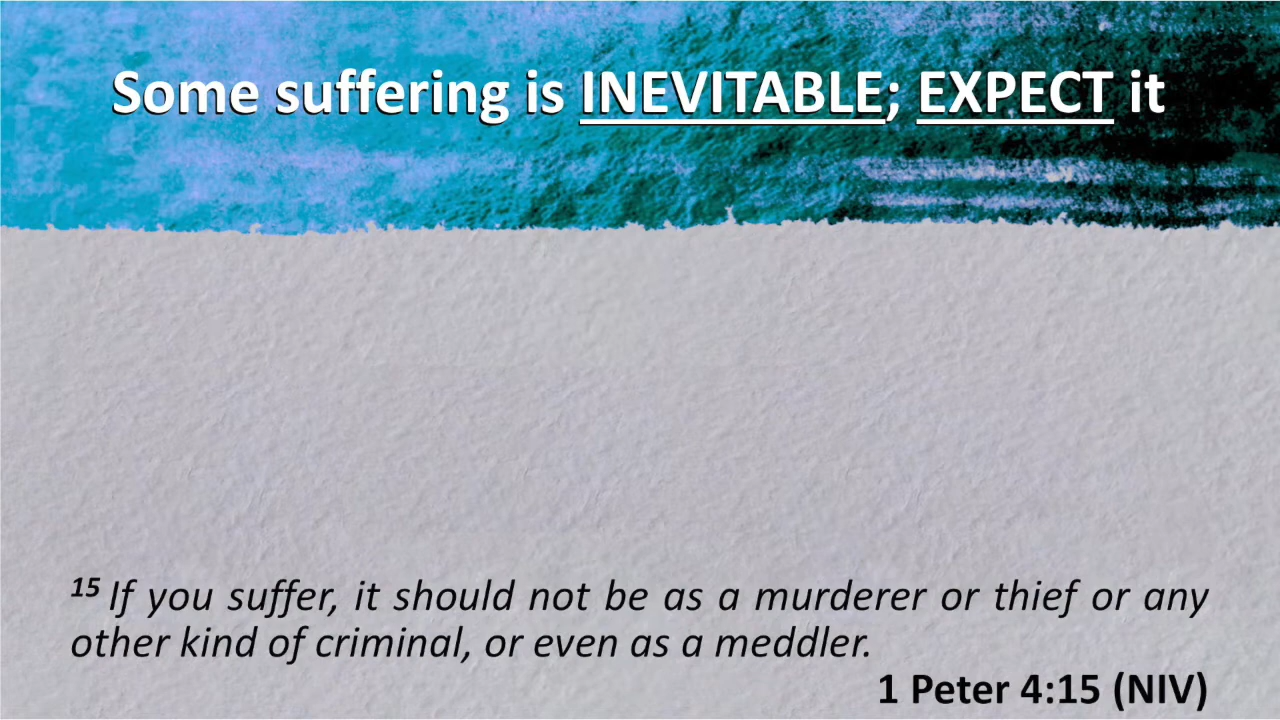 Some suffering is INEVITABLE; EXPECT it
15 If you suffer, it should not be as a murderer or thief or any
other kind of criminal, or even as a meddler.
1 Peter 4:15 (NIV)